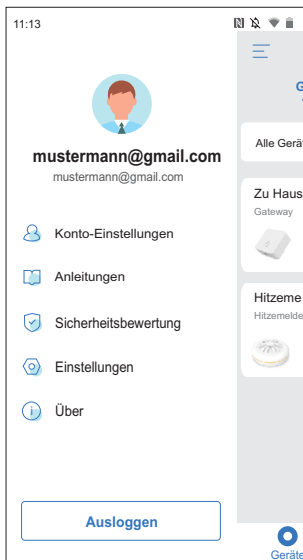 11:13
mustermann@gmail.com
mustermann@gmail.com
Konto-Einstellungen
Anleitungen
Sicherheitsbewertung
Einstellungen
Über
Ausloggen
G
Alle Gerät
Zu Haus
Gateway
Hitzeme
Hitzemelde
Geräte